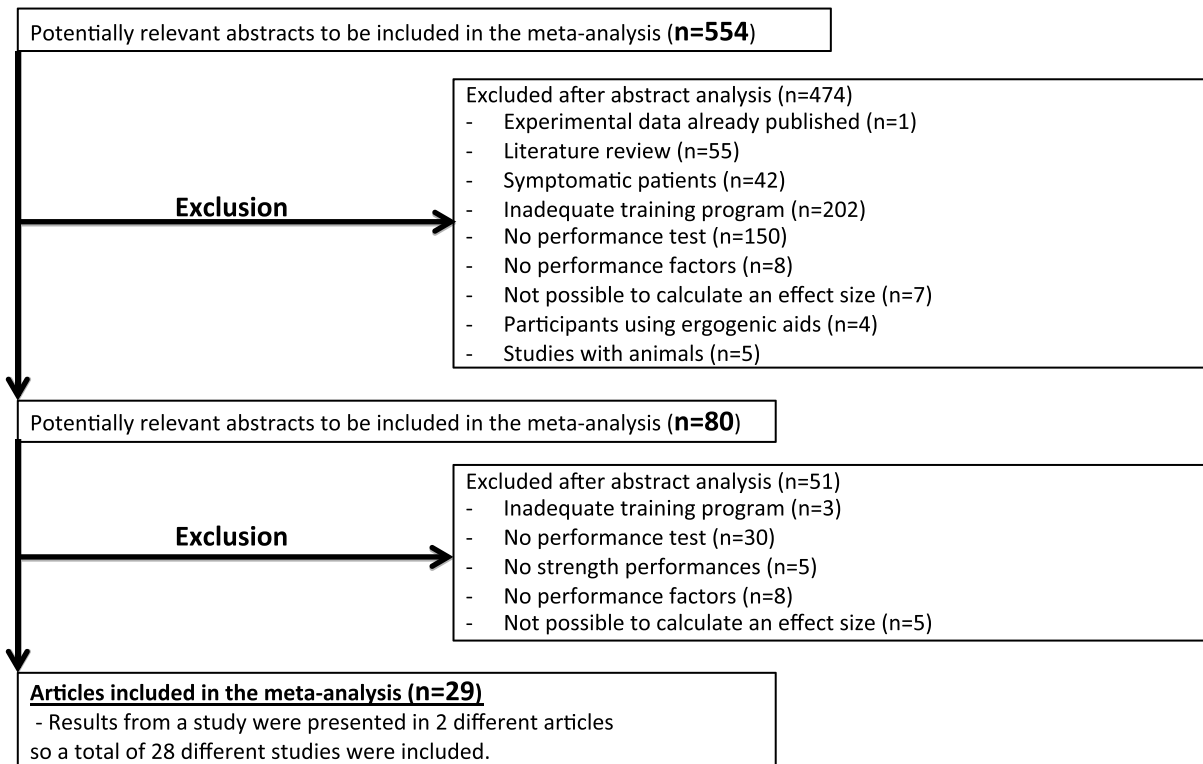 Potentially relevant abstracts to be included in the meta-analysis (n=554)
Excluded after abstract analysis (n=474)
- Experimental data already published (n=1)
- Literature review (n=55)
- Symptomatic patients (n=42)
- Inadequate training program (n=202)
- No performance test (n=150)
- No performance factors (n=8)
- Not possible to calculate an effect size (n=7)
- Participants using ergogenic aids (n=4)
- Studies with animals (n=5)
Exclusion
Potentially relevant abstracts to be included in the meta-analysis (n=80)
Excluded after abstract analysis (n=51)
- Inadequate training program (n=3)
- No performance test (n=30)
- No strength performances (n=5)
- No performance factors (n=8)
- Not possible to calculate an effect size (n=5)
Exclusion
Articles included in the meta-analysis (n=29)
- Results from a study were presented in 2 different articles
so a total of 28 different studies were included.